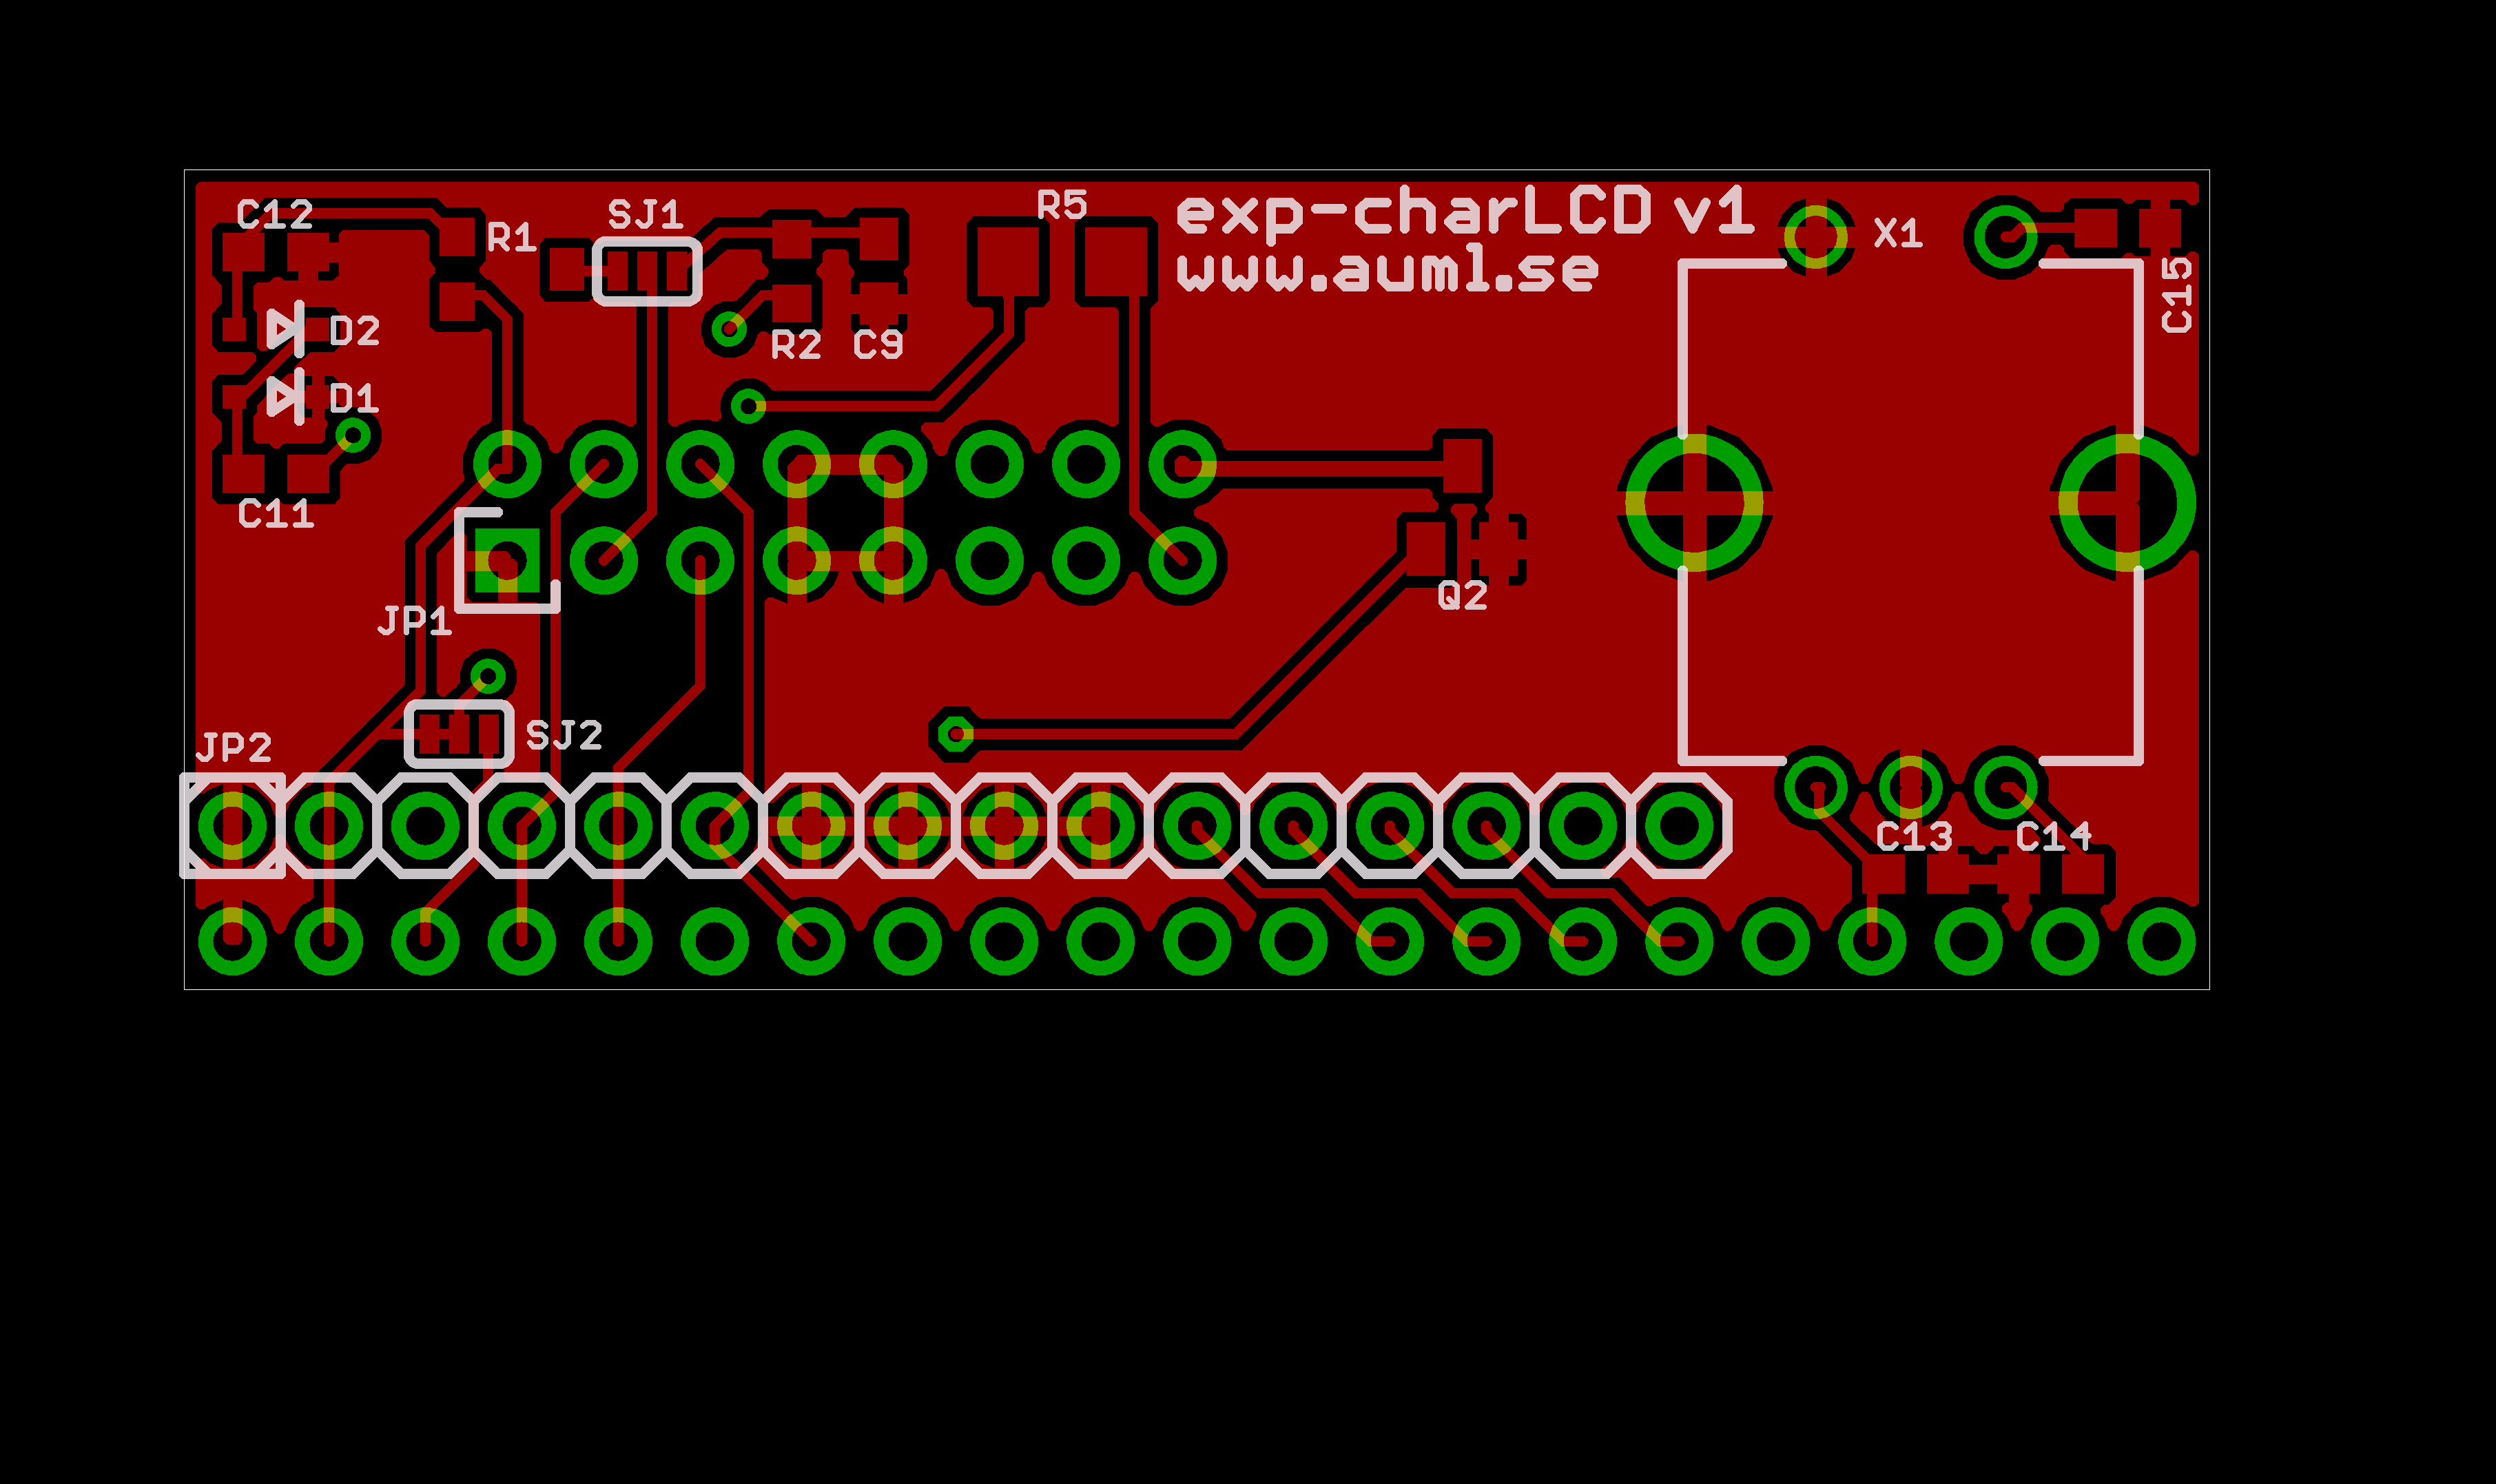 C12
R1
SJ1
R5
exp-charLCD v1
www.auml.se
X1
C15
D2
R2
C9
D1
C11
JP1
Q2
JP2
SJ2
C13
C14